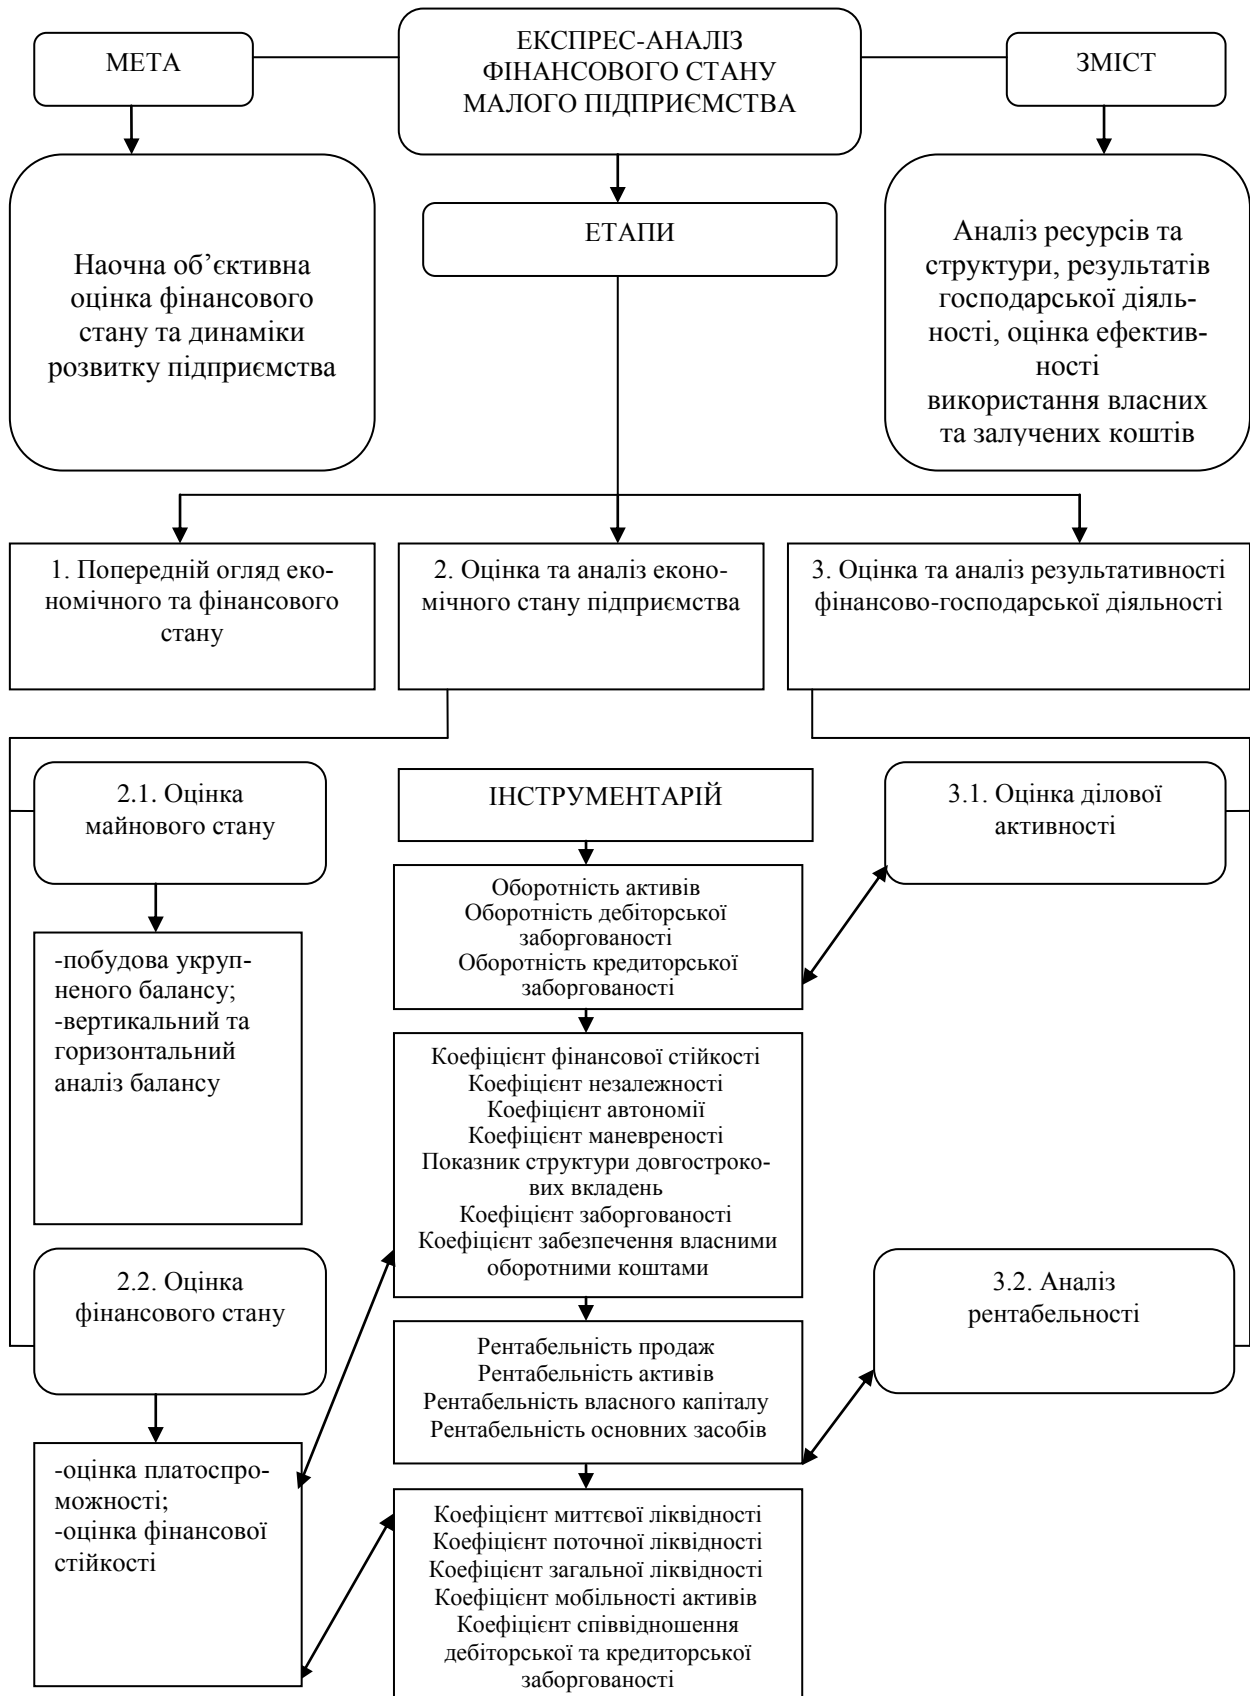 МЕТА
ЕКСПРЕС-АНАЛІЗ
ФІНАНСОВОГО СТАНУ
МАЛОГО ПІДПРИЄМСТВА
ЗМІСТ
Наочна об’єктивна
оцінка фінансового
стану та динаміки
розвитку підприємства
ЕТАПИ
Аналіз ресурсів та
структури, результатів
господарської діяль-
ності, оцінка ефектив-
ності
використання власних
та залучених коштів
1. Попередній огляд еко-
номічного та фінансового
стану
2. Оцінка та аналіз еконо-
мічного стану підприємства
3. Оцінка та аналіз результативності
фінансово-господарської діяльності
2.1. Оцінка
майнового стану
ІНСТРУМЕНТАРІЙ
3.1. Оцінка ділової
активності
Оборотність активів
Оборотність дебіторської
заборгованості
Оборотність кредиторської
заборгованості
-побудова укруп-
неного балансу;
-вертикальний та
горизонтальний
аналіз балансу
Коефіцієнт фінансової стійкості
Коефіцієнт незалежності
Коефіцієнт автономії
Коефіцієнт маневреності
Показник структури довгостроко-
вих вкладень
Коефіцієнт заборгованості
Коефіцієнт забезпечення власними
оборотними коштами
2.2. Оцінка
фінансового стану
3.2. Аналіз
рентабельності
Рентабельність продаж
Рентабельність активів
Рентабельність власного капіталу
Рентабельність основних засобів
-оцінка платоспро-
можності;
-оцінка фінансової
стійкості
Коефіцієнт миттєвої ліквідності
Коефіцієнт поточної ліквідності
Коефіцієнт загальної ліквідності
Коефіцієнт мобільності активів
Коефіцієнт співвідношення
дебіторської та кредиторської
заборгованості